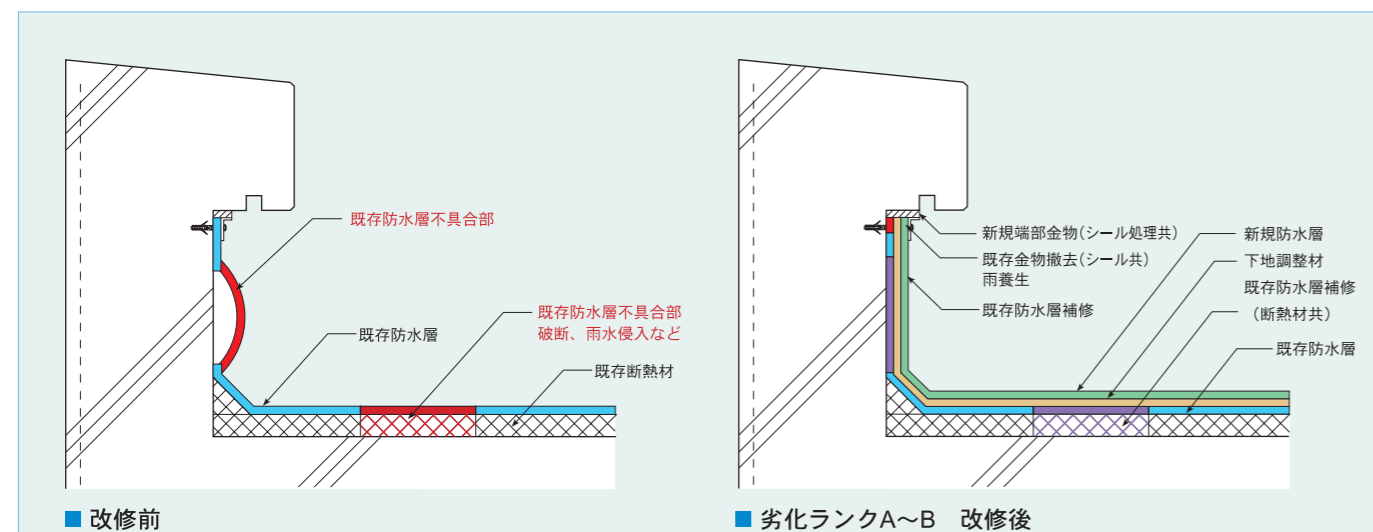 既存防水層不具合部
既存防水層不具合部
破断、雨水侵入など
既存防水層
既存断熱材
■ 改修前
新規端部金物(シール処理共)
既存金物撤去(シール共)
雨養生
既存防水層補修
新規防水層
下地調整材
既存防水層補修
(断熱材共)
既存防水層
■ 劣化ランクA〜B 改修後